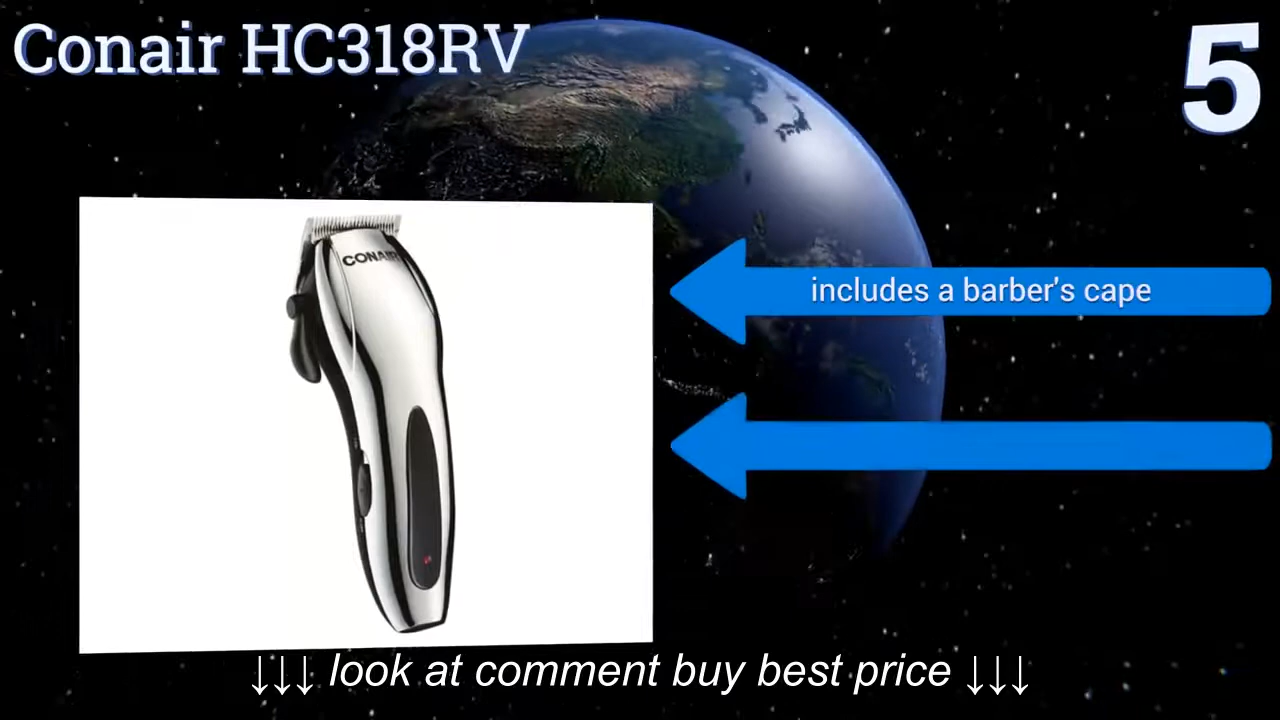 Conair HC318RV
5
CONAIR
includes a barber's cape
↓↓↓ look at comment buy best price ↓↓↓